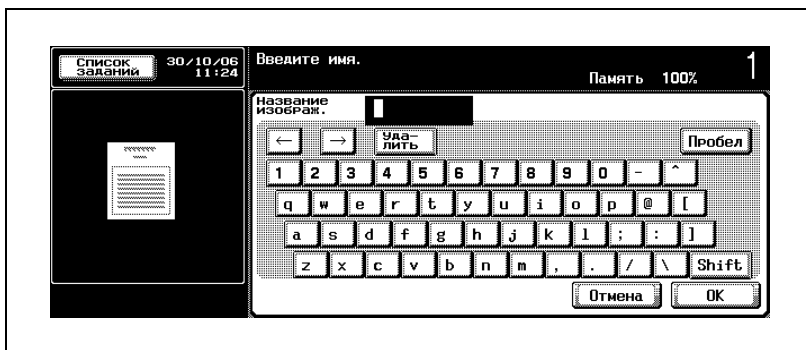 Список заданий
30/10/06
11:24
Введите имя.
Память 100%
1
Название изображ.
← → Уда- лить Пробел
1 2 3 4 5 6 7 8 9 0 - ^
q w e r t y u i o p @ [
a s d f g h j k l ; : ]
z x c v b n m , . / \ Shift
Отмена OK